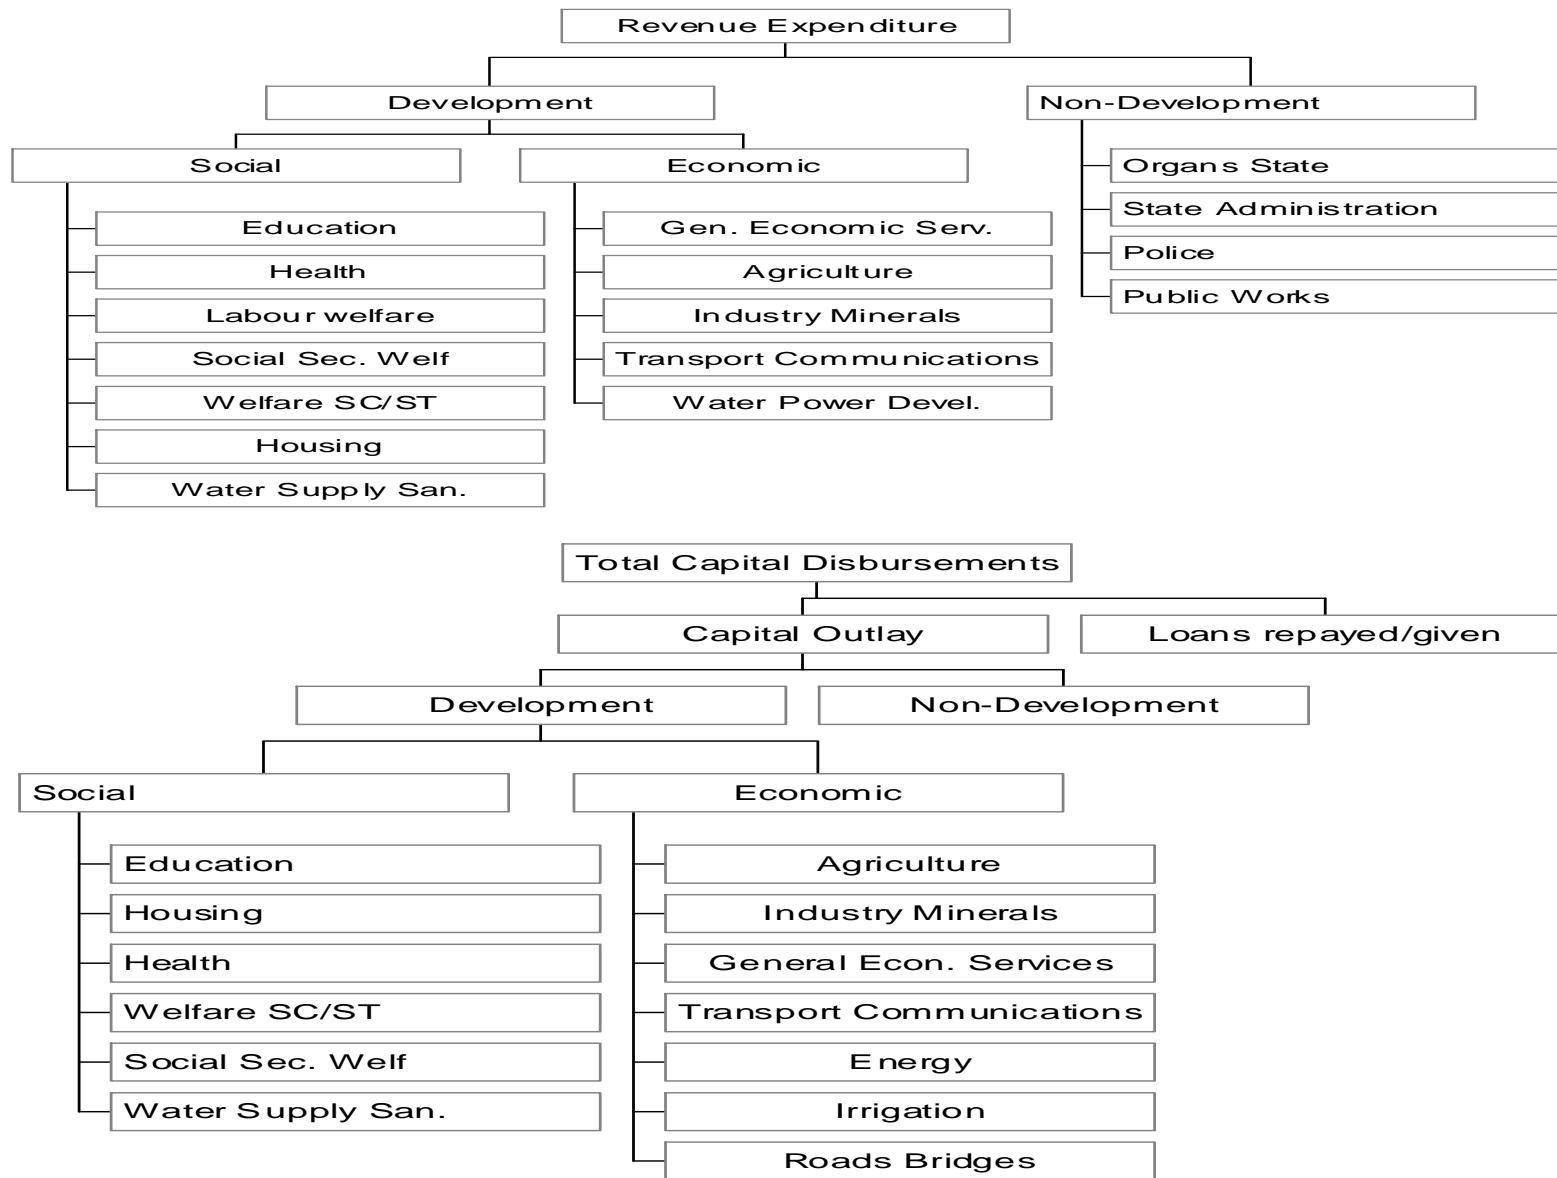 Revenue Expenditure
Development
Non-Development
Social
Economic
Education
Health
Labour welfare
Social Sec. Welf
Welfare SC/ST
Housing
Water Supply San.
Gen. Economic Serv.
Agriculture
Industry Minerals
Transport Communications
Water Power Devel.
Organs State
State Administration
Police
Public Works
Total Capital Disbursements
Capital Outlay
Loans repayed/given
Development
Non-Development
Social
Economic
Education
Housing
Health
Welfare SC/ST
Social Sec. Welf
Water Supply San.
Agriculture
Industry Minerals
General Econ. Services
Transport Communications
Energy
Irrigation
Roads Bridges